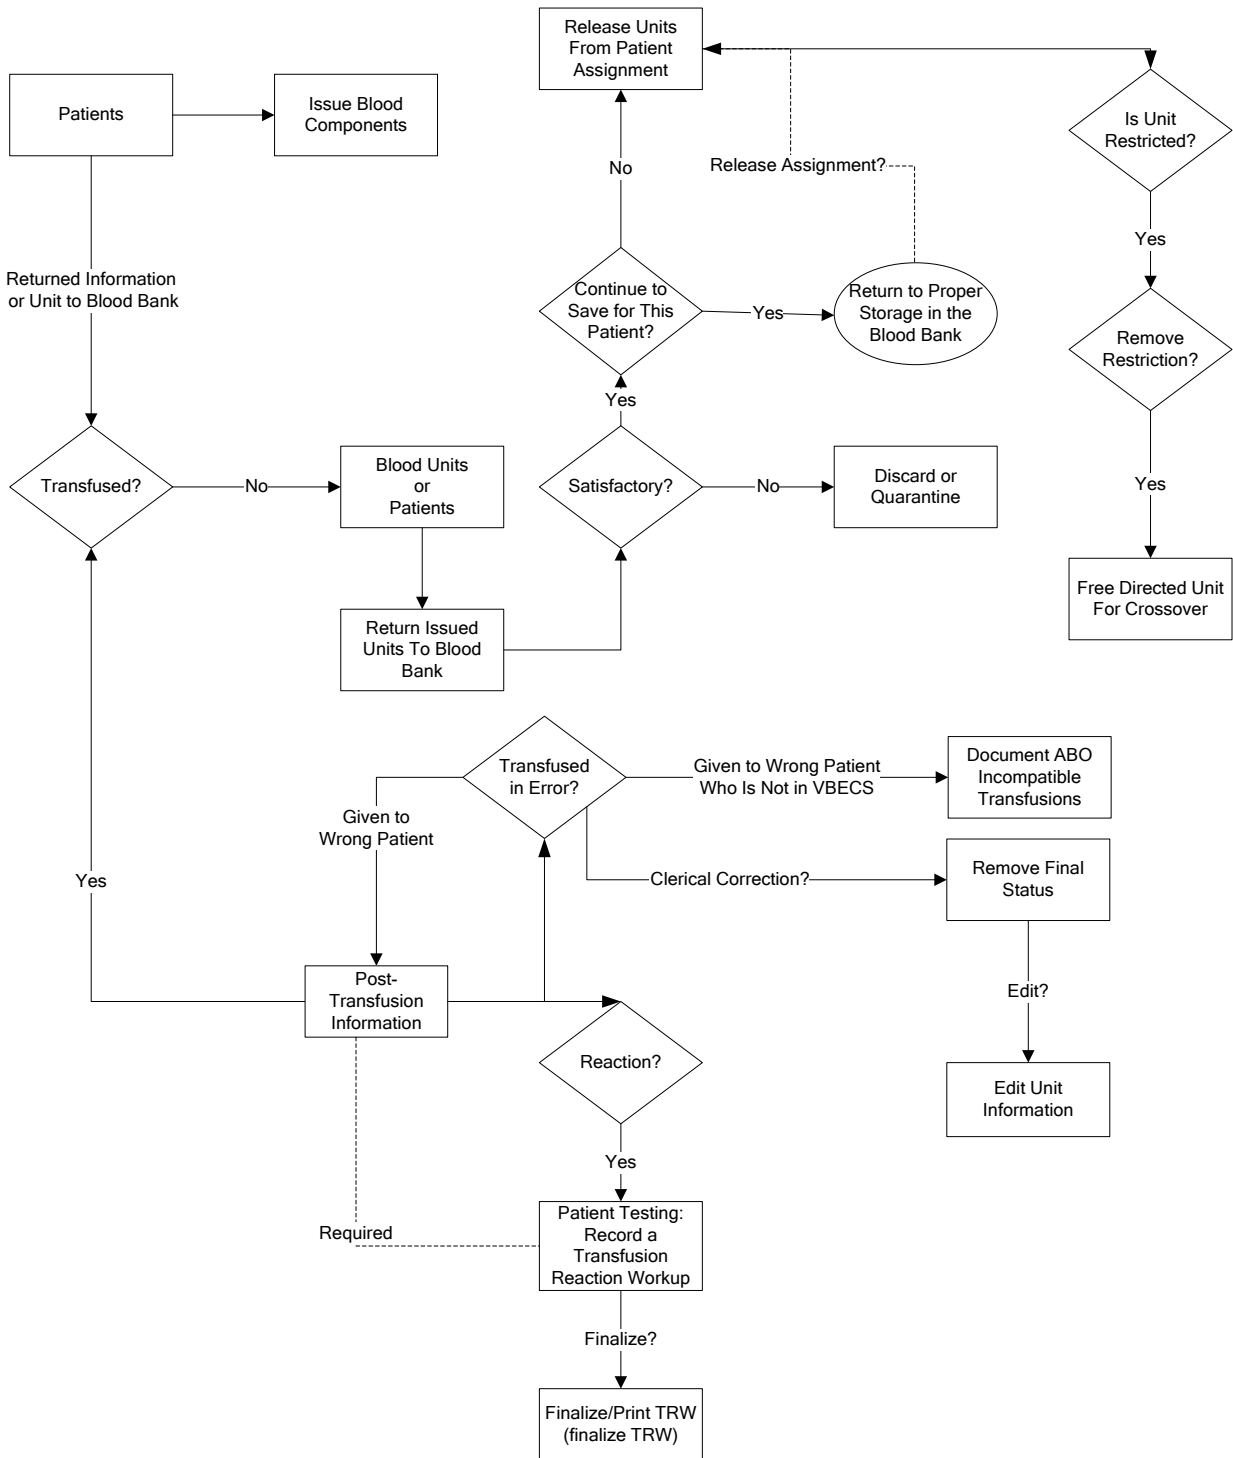 Release Units
From Patient
Assignment
Patients
Issue Blood
Components
Is Unit
Restricted?
No
Release Assignment?
Yes
Returned Information
or Unit to Blood Bank
Continue to
Save for This
Patient?
Yes
Return to Proper
Storage in the
Blood Bank
Remove
Restriction?
Yes
Transfused?
No
Blood Units
or
Patients
Satisfactory?
No
Discard or
Quarantine
Yes
Free Directed Unit
For Crossover
Return Issued
Units To Blood
Bank
Transfused
in Error?
Given to Wrong Patient
Who Is Not in VBECS
Document ABO
Incompatible
Transfusions
Given to
Wrong Patient
Yes
Clerical Correction?
Remove Final
Status
Post-
Transfusion
Information
Edit?
Reaction?
Edit Unit
Information
Yes
Required
Patient Testing:
Record a
Transfusion
Reaction Workup
Finalize?
Finalize/Print TRW
(finalize TRW)